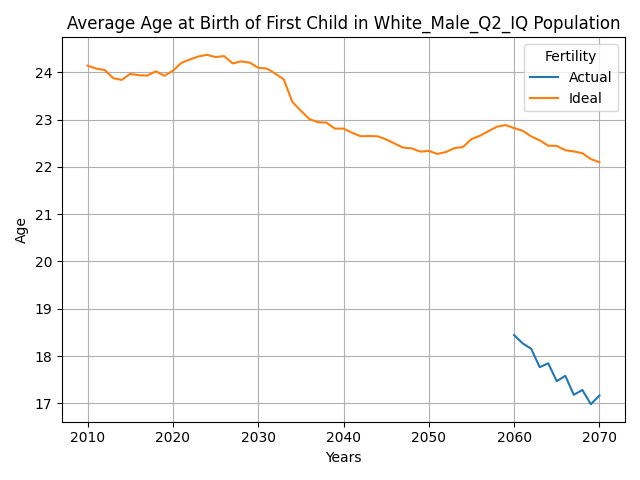 Average Age at Birth of First Child in White_Male_Q2_IQ Population
Fertility
Actual
Ideal
Age
24
23
22
21
20
19
18
17
2010 2020 2030 2040 2050 2060 2070
Years